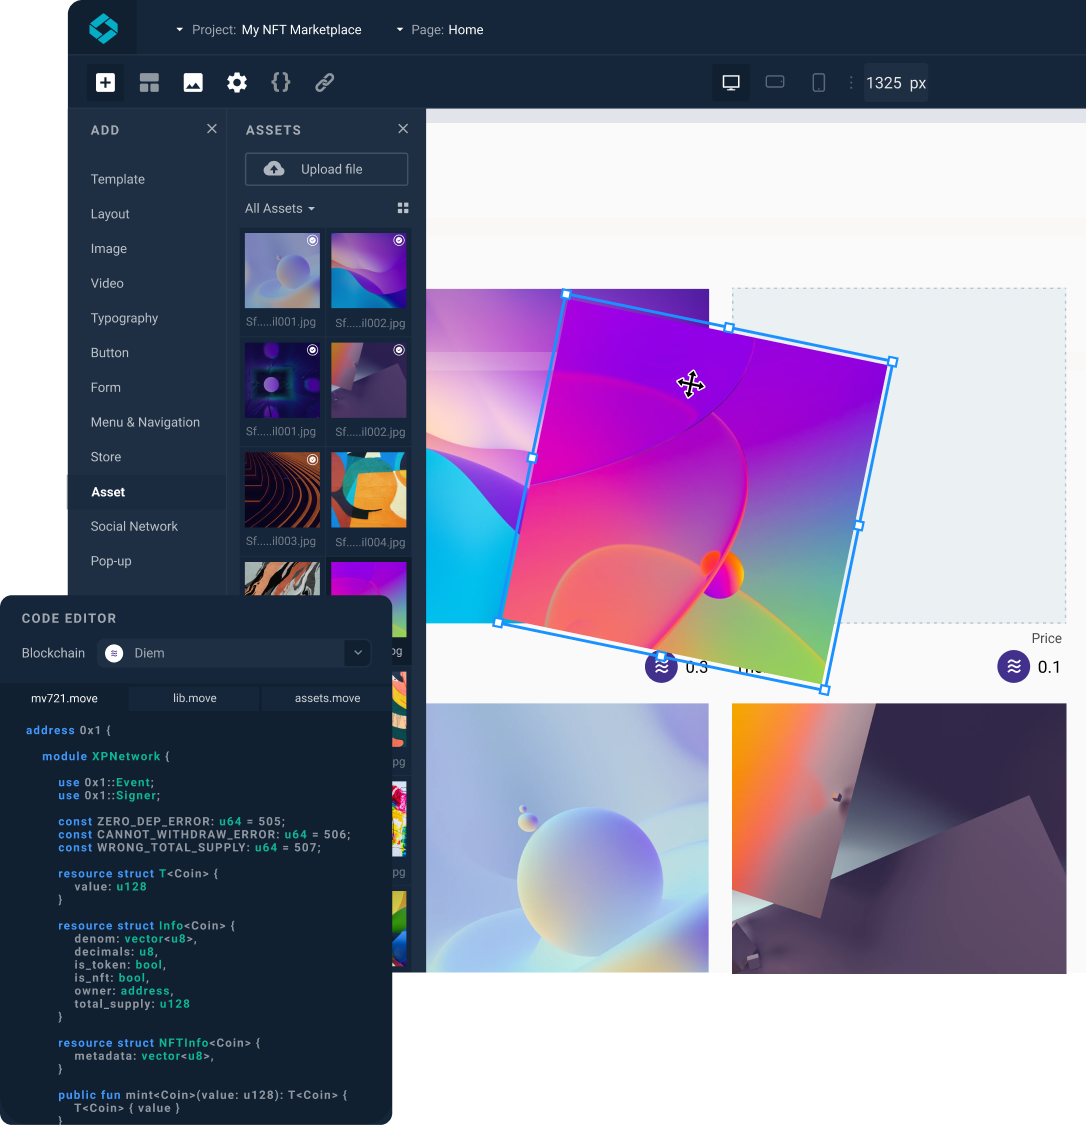 Project: My NFT Marketplace
Page: Home
1325 px
ADD
Template
Layout
Image
Video
Typography
Button
Form
Menu & Navigation
Store
Asset
Social Network
Pop-up
ASSETS
Upload file
All Assets
Sf.....il001.jpg
Sf.....il002.jpg
Sf.....il001.jpg
Sf.....il002.jpg
Sf.....il003.jpg
Sf.....il004.jpg
pg
pg
pg
0.3
Price
0.1
CODE EDITOR
Blockchain
Diem
mv721.move
lib.move
assets.move
address 0x1 {
module XPNetwork {
use 0x1::Event;
use 0x1::Signer;
const ZERO_DEP_ERROR: u64 = 505;
const CANNOT_WITHDRAW_ERROR: u64 = 506;
const WRONG_TOTAL_SUPPLY: u64 = 507;
resource struct T<Coin> {
value: u128
}
resource struct Info<Coin> {
denom: vector<u8>,
decimals: u8,
is_token: bool,
is_nft: bool,
owner: address,
total_supply: u128
}
resource struct NFTInfo<Coin> {
metadata: vector<u8>,
}
public fun mint<Coin>(value: u128): T<Coin> {
T<Coin> { value }
}